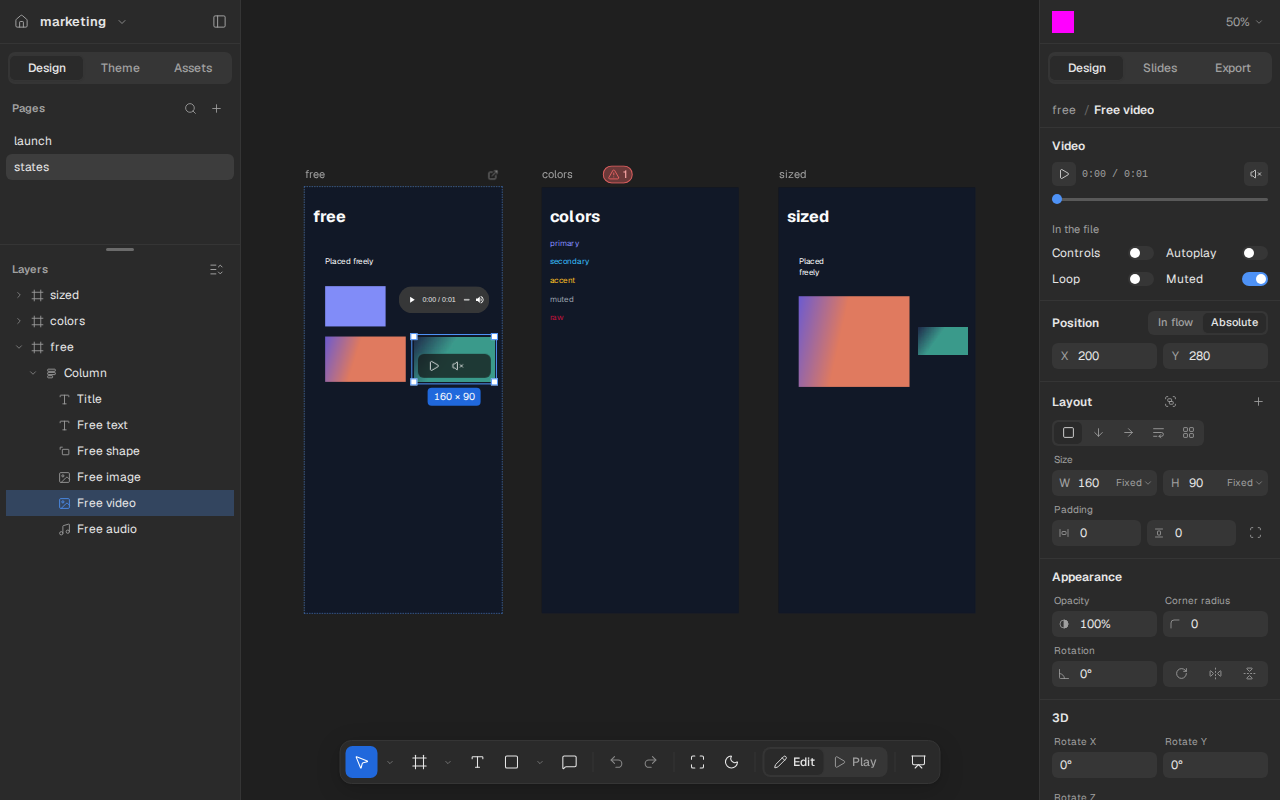 marketing
50%
Design Theme Assets
Design Slides Export
Pages
launch
states
free / Free video
Video
0:00 / 0:01
In the file
Controls
Autoplay
Loop
Muted
Position
In flow
Absolute
X 200
Y 280
Layout
Size
W 160 Fixed
H 90 Fixed
Padding
0
0
Appearance
Opacity
Corner radius
100%
0
Rotation
0°
3D
Rotate X
Rotate Y
0°
0°
Rotate Z
Layers
sized
colors
free
Column
Title
Free text
Free shape
Free image
Free video
Free audio
free
free
Placed freely
0:00 / 0:01
160 × 90
colors
1
colors
primary
secondary
accent
muted
raw
sized
sized
Placed
freely
Edit
Play